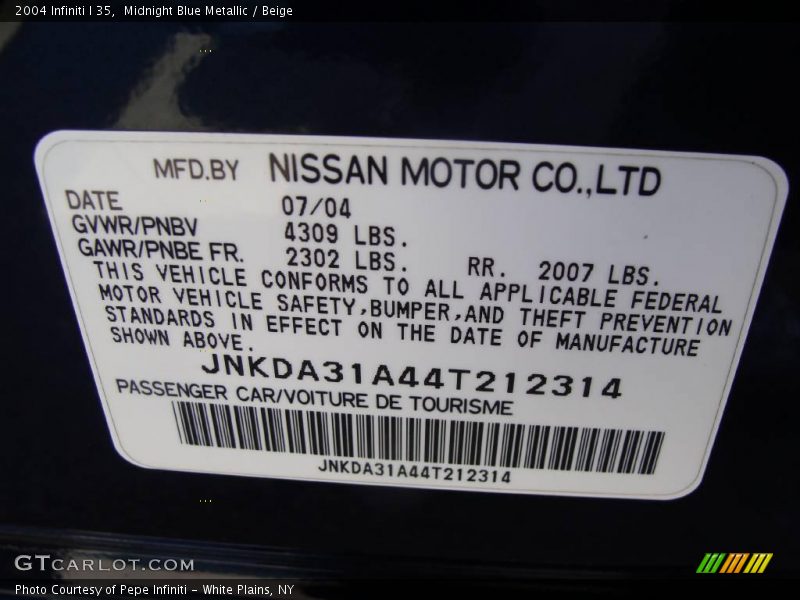 2004 Infiniti I 35,  Midnight Blue Metallic / Beige
MFD.BY NISSAN MOTOR CO.,LTD
DATE 07/04
GVWR/PNBV 4309 LBS.
GAWR/PNBE FR. 2302 LBS. RR. 2007 LBS.
THIS VEHICLE CONFORMS TO ALL APPLICABLE FEDERAL
MOTOR VEHICLE SAFETY,BUMPER,AND THEFT PREVENTION
STANDARDS IN EFFECT ON THE DATE OF MANUFACTURE
SHOWN ABOVE.
JNKDA31A44T212314
PASSENGER CAR/VOITURE DE TOURISME
JNKDA31A44T212314
GTCARLOT.COM
Photo Courtesy of Pepe Infiniti - White Plains, NY